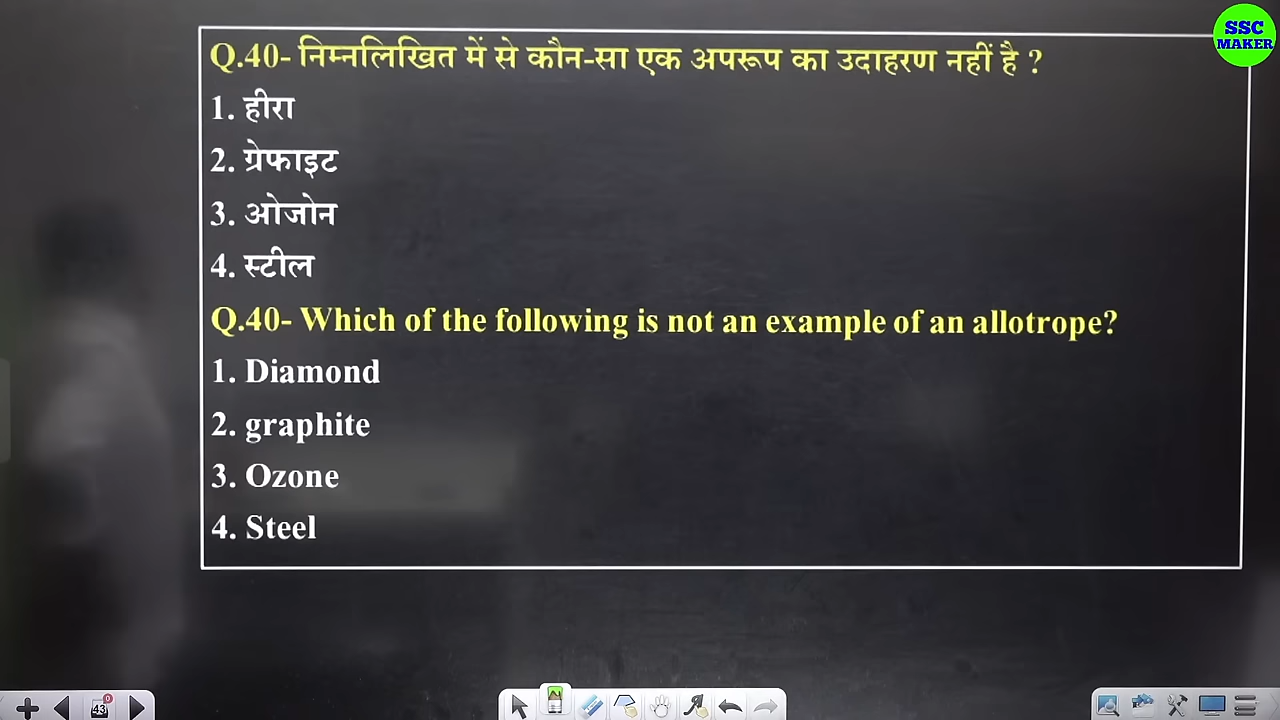 SSC
MAKER
Q.40- निम्नलिखित में से कौन-सा एक अपरूप का उदाहरण नहीं है ?
1. हीरा
2. ग्रेफाइट
3. ओजोन
4. स्टील
Q.40- Which of the following is not an example of an allotrope?
1. Diamond
2. graphite
3. Ozone
4. Steel
43
0